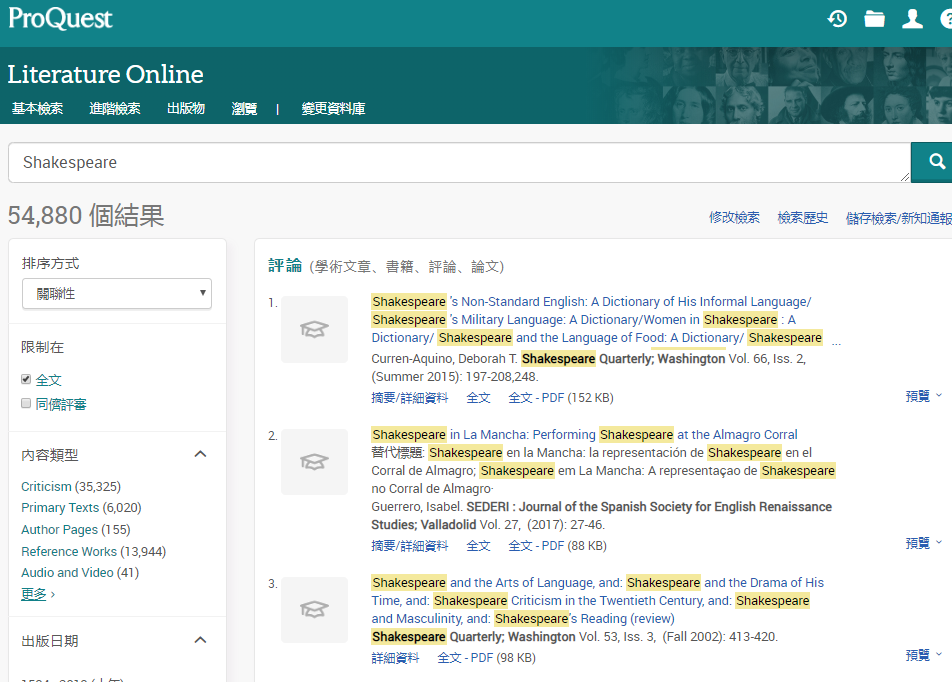 ProQuest
Literature Online
基本檢索 進階檢索 出版物 瀏覽 | 變更資料庫
Shakespeare
54,880 個結果
修改檢索 檢索歷史 儲存檢索/新知通報
排序方式
關聯性
限制在
全文
同儕評審
內容類型
Criticism (35,325)
Primary Texts (6,020)
Author Pages (155)
Reference Works (13,944)
Audio and Video (41)
更多 ›
出版日期
評論 (學術文章、書籍、評論、論文)
1.
Shakespeare 's Non-Standard English: A Dictionary of His Informal Language/
Shakespeare 's Military Language: A Dictionary/Women in Shakespeare : A
Dictionary/ Shakespeare and the Language of Food: A Dictionary/ Shakespeare ...
Curren-Aquino, Deborah T. Shakespeare Quarterly; Washington Vol. 66, Iss. 2,
(Summer 2015): 197-208,248.
摘要/詳細資料 全文 全文 - PDF (152 KB) 預覽
2.
Shakespeare in La Mancha: Performing Shakespeare at the Almagro Corral
替代標題: Shakespeare en la Mancha: la representación de Shakespeare en el
Corral de Almagro; Shakespeare em La Mancha: A representaçao de Shakespeare
no Corral de Almagro·
Guerrero, Isabel. SEDERI : Journal of the Spanish Society for English Renaissance
Studies; Valladolid Vol. 27, (2017): 27-46.
摘要/詳細資料 全文 全文 - PDF (88 KB) 預覽
3.
Shakespeare and the Arts of Language, and: Shakespeare and the Drama of His
Time, and: Shakespeare Criticism in the Twentieth Century, and: Shakespeare
and Masculinity, and: Shakespeare's Reading (review)
Shakespeare Quarterly; Washington Vol. 53, Iss. 3, (Fall 2002): 413-420.
詳細資料 全文 - PDF (98 KB) 預覽